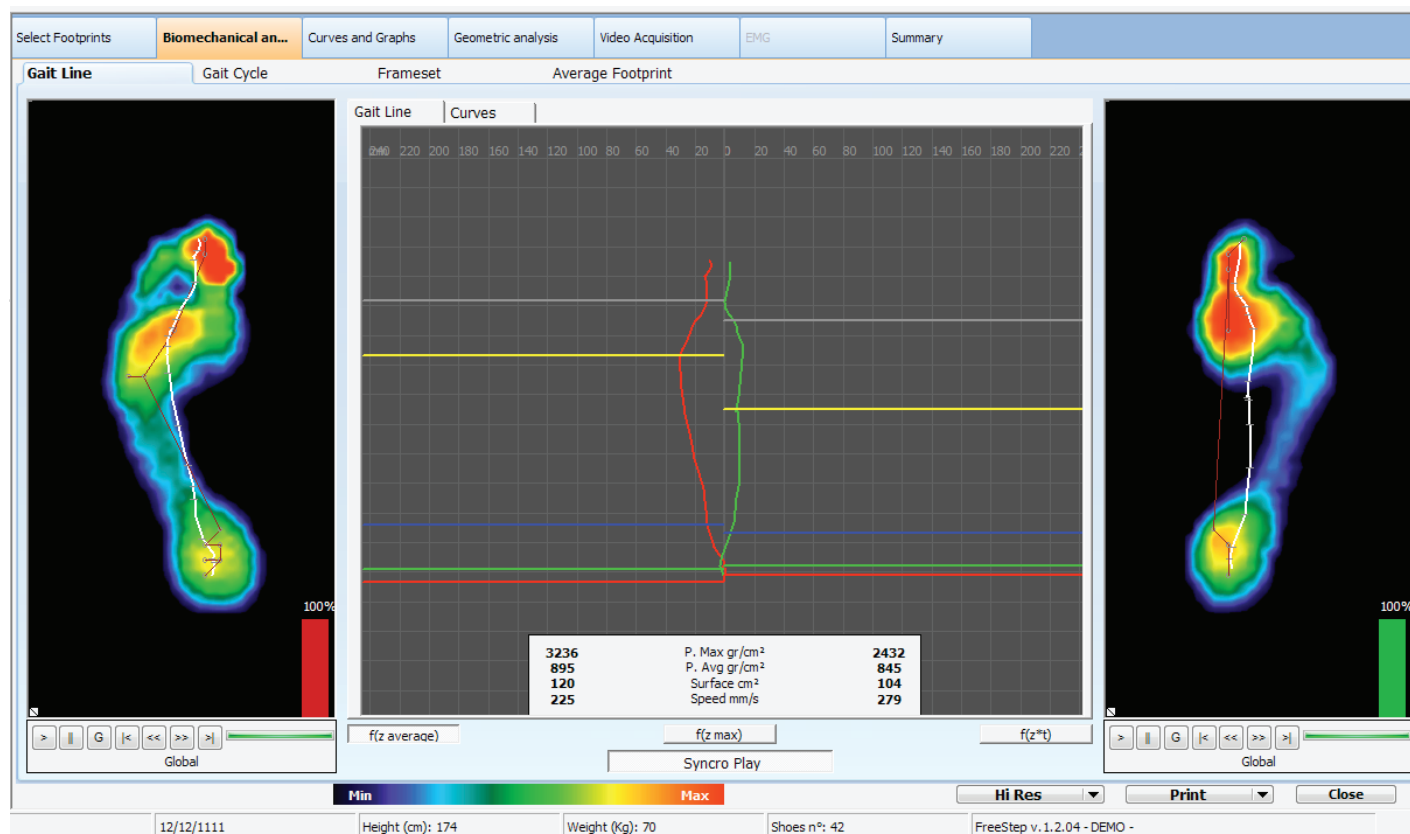 Select Footprints Biomechanical an... Curves and Graphs Geometric analysis Video Acquisition EMG Summary
Gait Line Gait Cycle Frameset Average Footprint
Gait Line Curves
220 200 180 160 140 120 100 80 60 40 20 0 20 40 60 80 100 120 140 160 180 200 220
3236 P. Max gr/cm² 2432
895 P. Avg gr/cm² 845
120 Surface cm² 104
225 Speed mm/s 279
100%
100%
> || G |< << >> >|
Global
f(z average) f(z max) f(z*t)
Syncro Play
> || G |< << >> >|
Global
Min Max Hi Res Print Close
12/12/1111 Height (cm): 174 Weight (Kg): 70 Shoes n°: 42 FreeStep v.1.2.04 - DEMO -